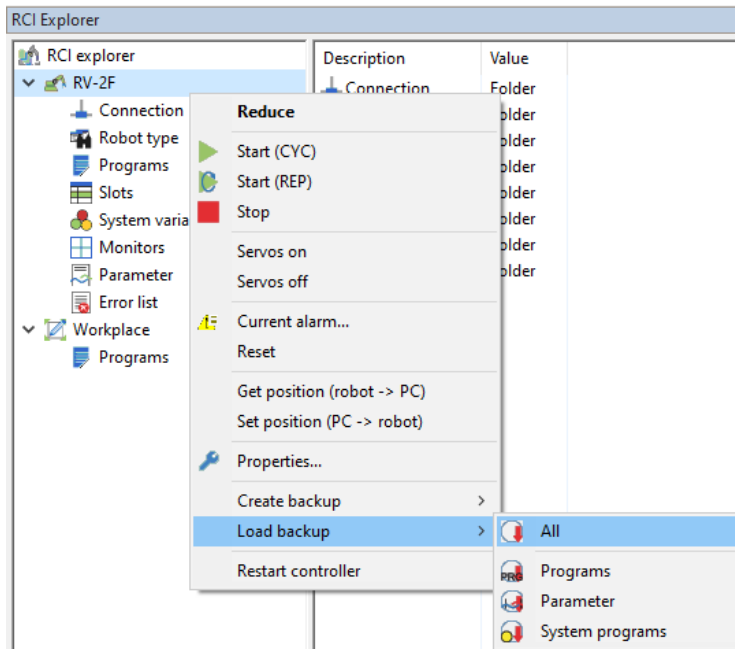 RCI Explorer
RCI explorer
RV-2F
Connection
Robot type
Programs
Slots
System varia
Monitors
Parameter
Error list
Workplace
Programs
Description Value
Connection Folder
older
older
older
older
older
older
older
Reduce
Start (CYC)
Start (REP)
Stop
Servos on
Servos off
Current alarm...
Reset
Get position (robot -> PC)
Set position (PC -> robot)
Properties...
Create backup
Load backup
Restart controller
All
PRG Programs
Parameter
System programs